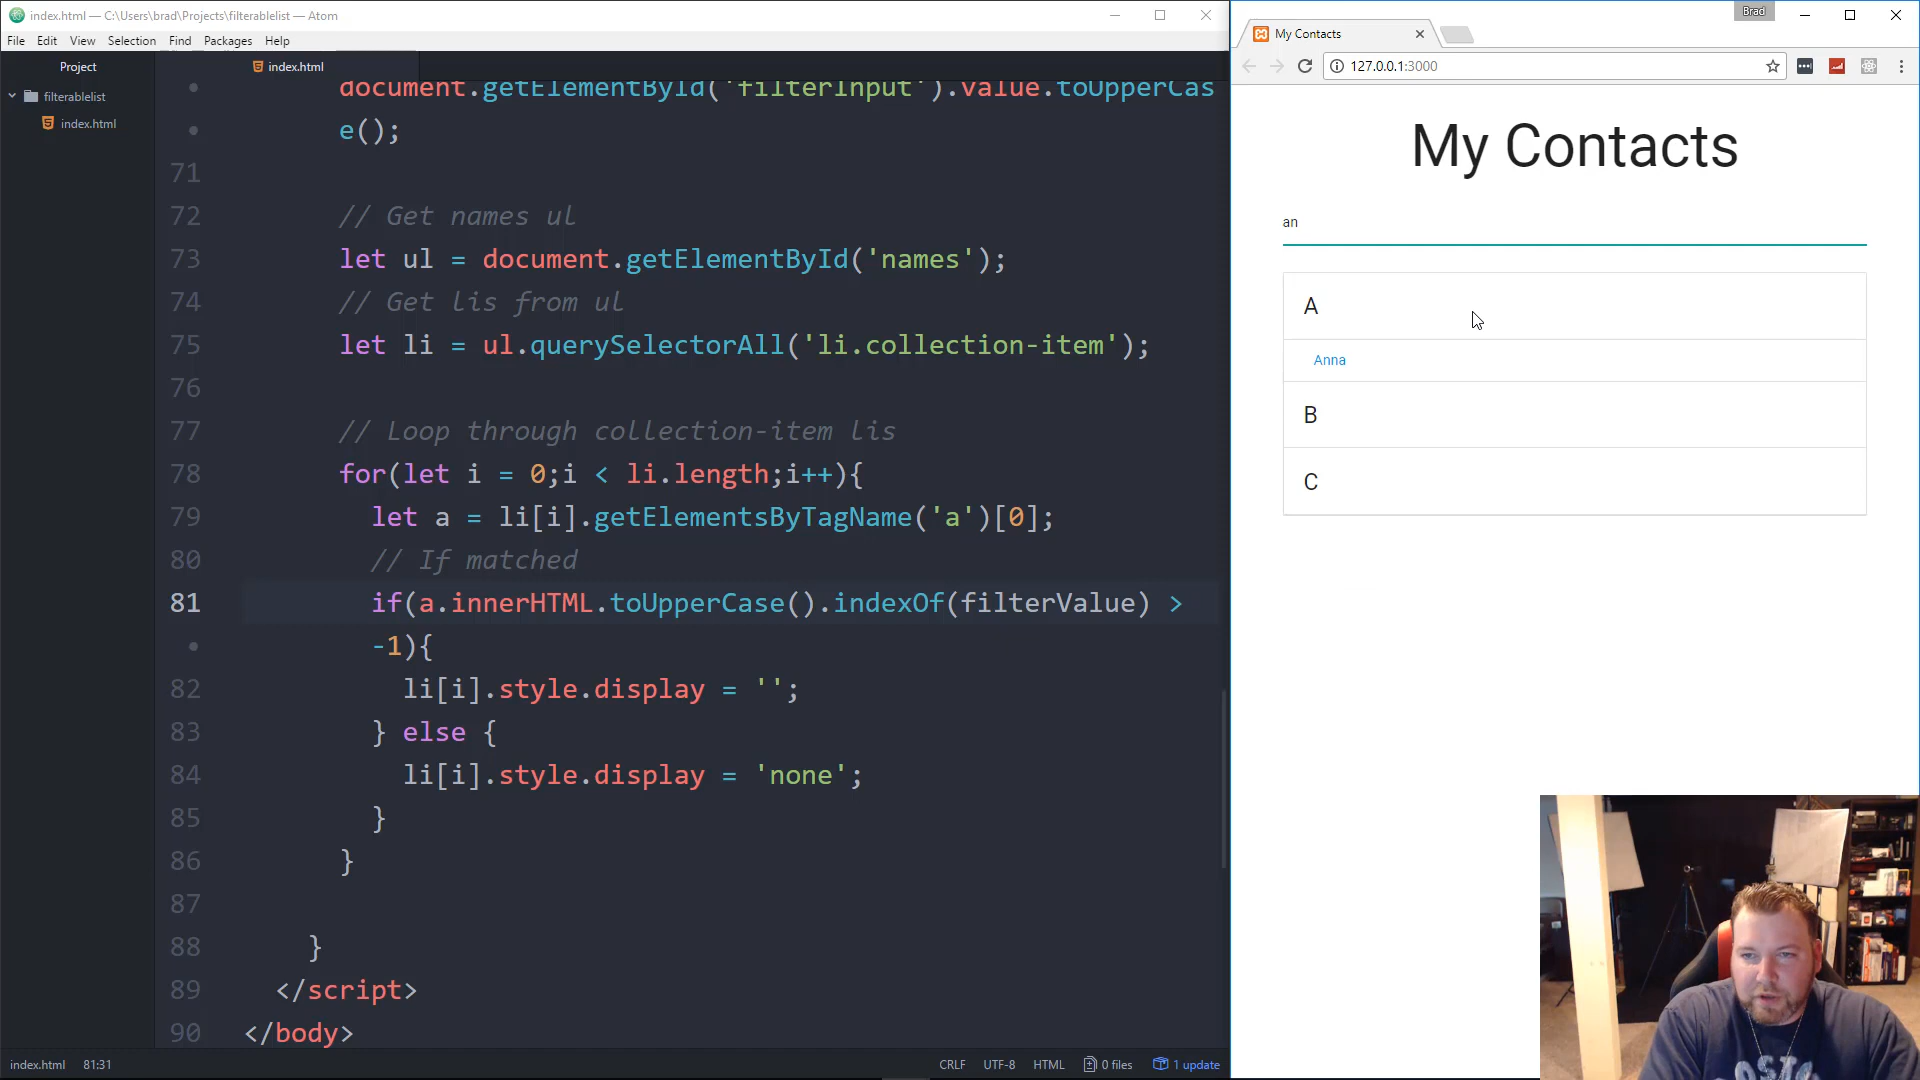 index.html — C:\Users\brad\Projects\filterablelist — Atom
File Edit View Selection Find Packages Help
Project
filterablelist
index.html
index.html
document.getElementById('filterInput').value.toUpperCas
e();
71
72 // Get names ul
73 let ul = document.getElementById('names');
74 // Get lis from ul
75 let li = ul.querySelectorAll('li.collection-item');
76
77 // Loop through collection-item lis
78 for(let i = 0;i < li.length;i++){
79 let a = li[i].getElementsByTagName('a')[0];
80 // If matched
81 if(a.innerHTML.toUpperCase().indexOf(filterValue) >
-1){
82 li[i].style.display = '';
83 } else {
84 li[i].style.display = 'none';
85 }
86 }
87
88 }
89 </script>
90 </body>
index.html 81:31
CRLF UTF-8 HTML 0 files 1 update
Brad
My Contacts
127.0.0.1:3000
My Contacts
an
A
Anna
B
C